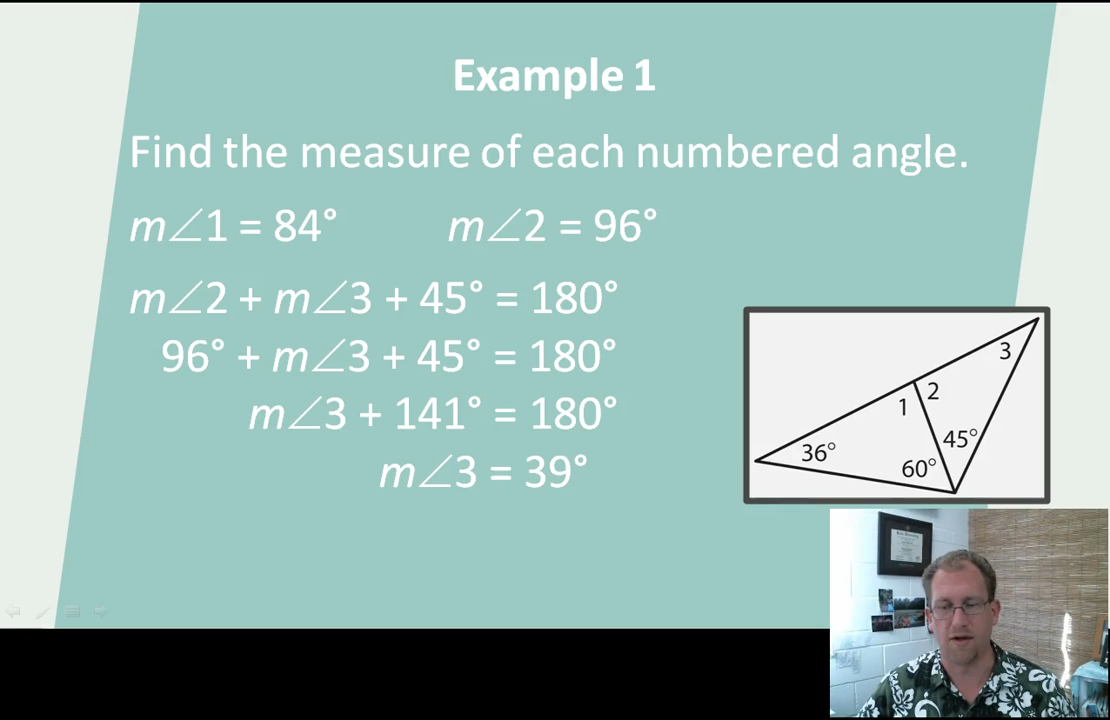 Example 1
Find the measure of each numbered angle.
m∠1 = 84°
m∠2 = 96°
m∠2 + m∠3 + 45° = 180°
96° + m∠3 + 45° = 180°
m∠3 + 141° = 180°
m∠3 = 39°
3
2
1
45°
36°
60°